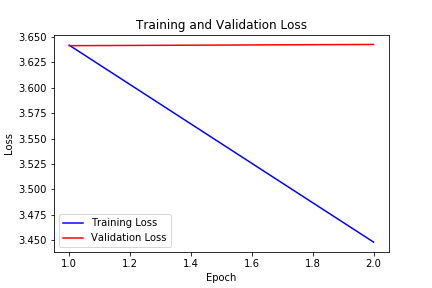 Training and Validation Loss
3.650
3.625
3.600
3.575
3.550
3.525
3.500
3.475
3.450
Loss
Training Loss
Validation Loss
1.0 1.2 1.4 1.6 1.8 2.0
Epoch